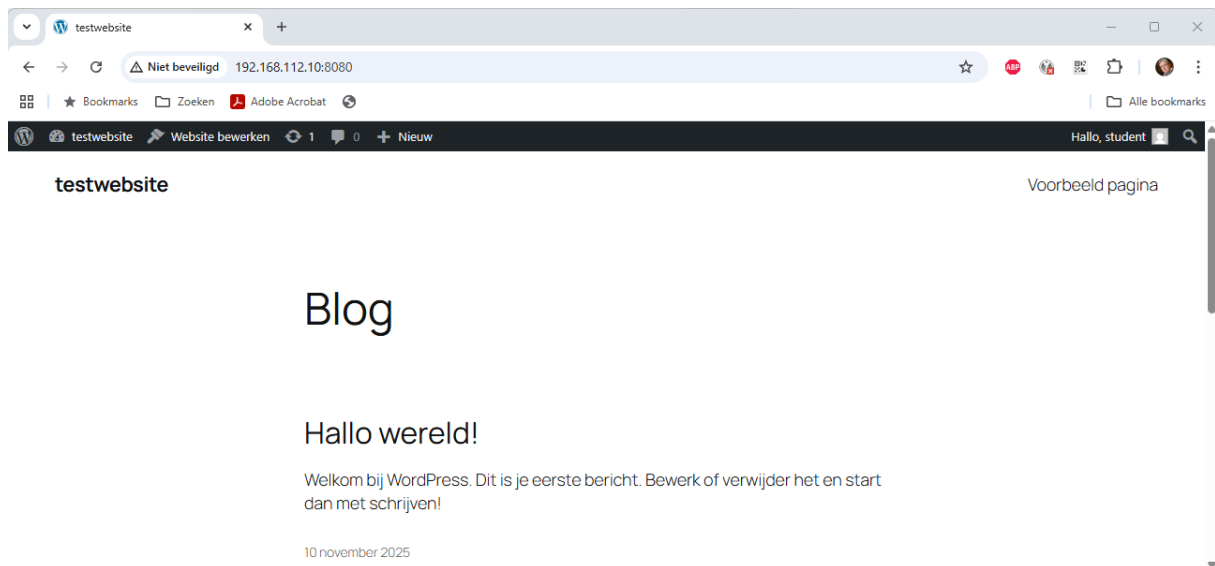 testwebsite
Niet beveiligd 192.168.112.10:8080
ABP
Bookmarks Zoeken Adobe Acrobat Alle bookmarks
testwebsite Website bewerken 1 0 Nieuw Hallo, student
testwebsite Voorbeeld pagina
Blog
Hallo wereld!
Welkom bij WordPress. Dit is je eerste bericht. Bewerk of verwijder het en start
dan met schrijven!
10 november 2025